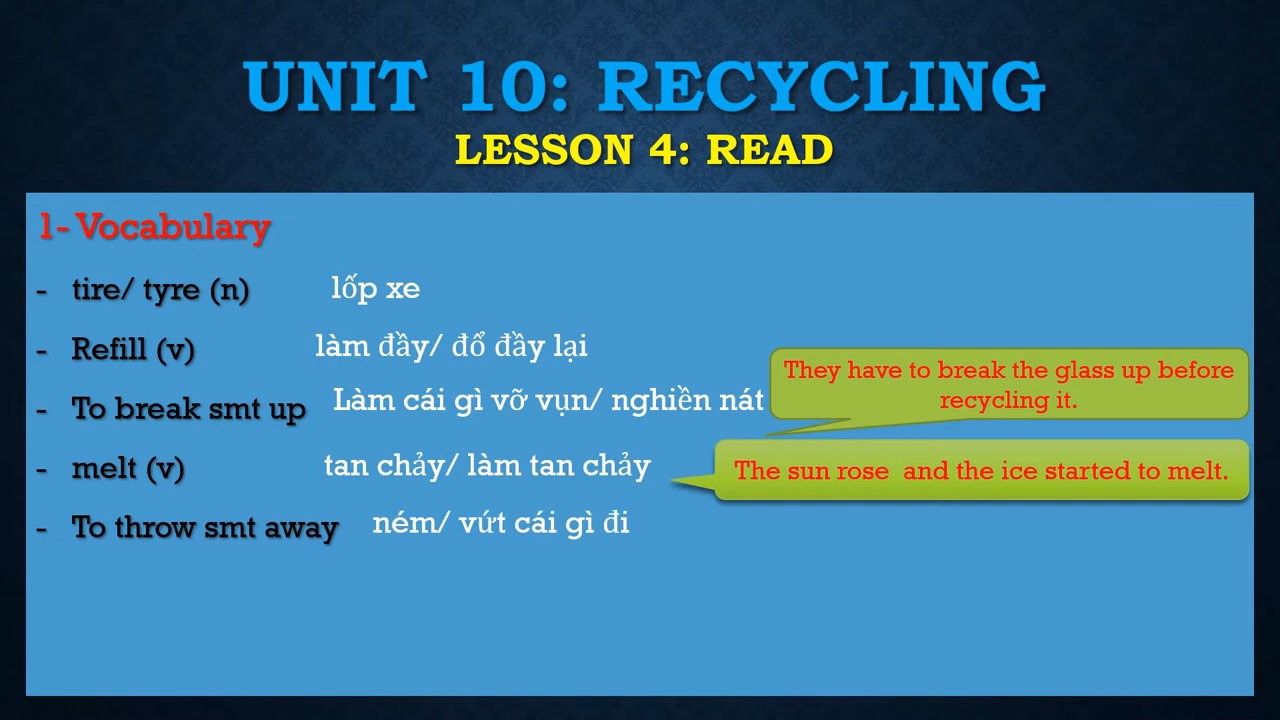 UNIT 10: RECYCLING
LESSON 4: READ
1- Vocabulary
- tire/ tyre (n) lốp xe
- Refill (v) làm đầy/ đổ đầy lại
- To break smt up Làm cái gì vỡ vụn/ nghiền nát
They have to break the glass up before
recycling it.
- melt (v) tan chảy/ làm tan chảy
The sun rose and the ice started to melt.
- To throw smt away ném/ vứt cái gì đi